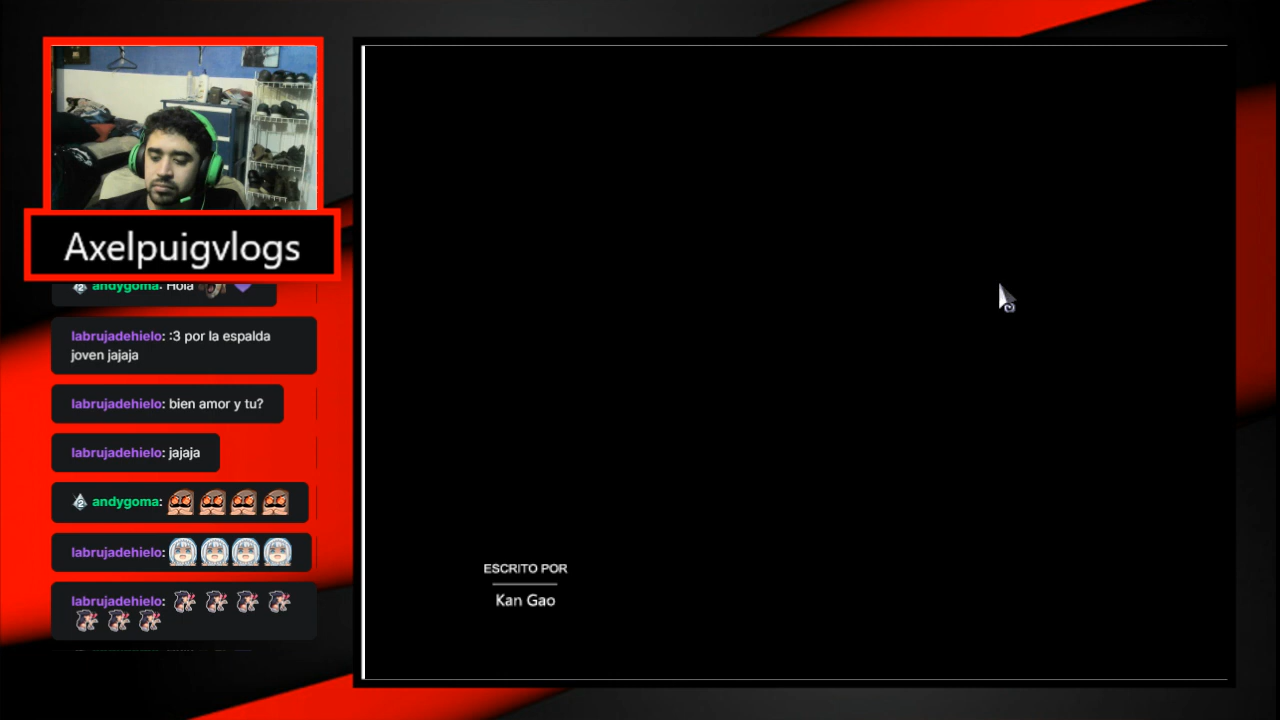 Axelpuigvlogs
andygoma: Hola
labrujadehielo: :3 por la espalda
joven jajaja
labrujadehielo: bien amor y tu?
labrujadehielo: jajaja
2 andygoma:
labrujadehielo:
labrujadehielo:
ESCRITO POR
Kan Gao